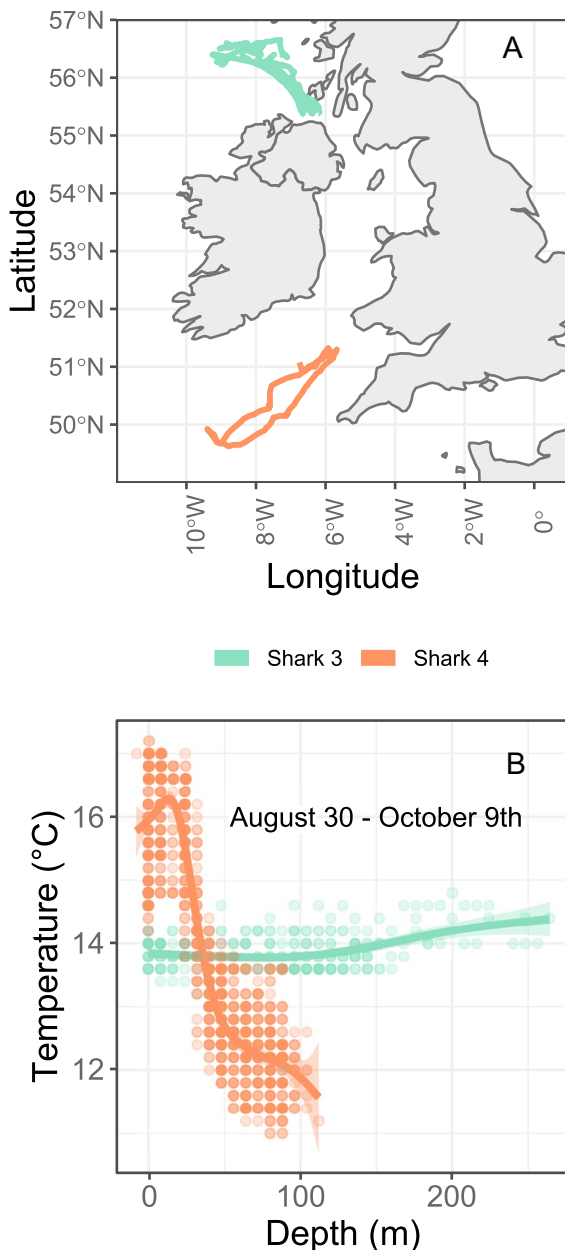 57°N
A
56°N
55°N
54°N
53°N
52°N
51°N
50°N
Latitude
10°W
8°W
6°W
4°W
2°W
0°
Longitude
Shark 3
Shark 4
B
August 30 - October 9th
16
14
12
Temperature (°C)
0
100
200
Depth (m)